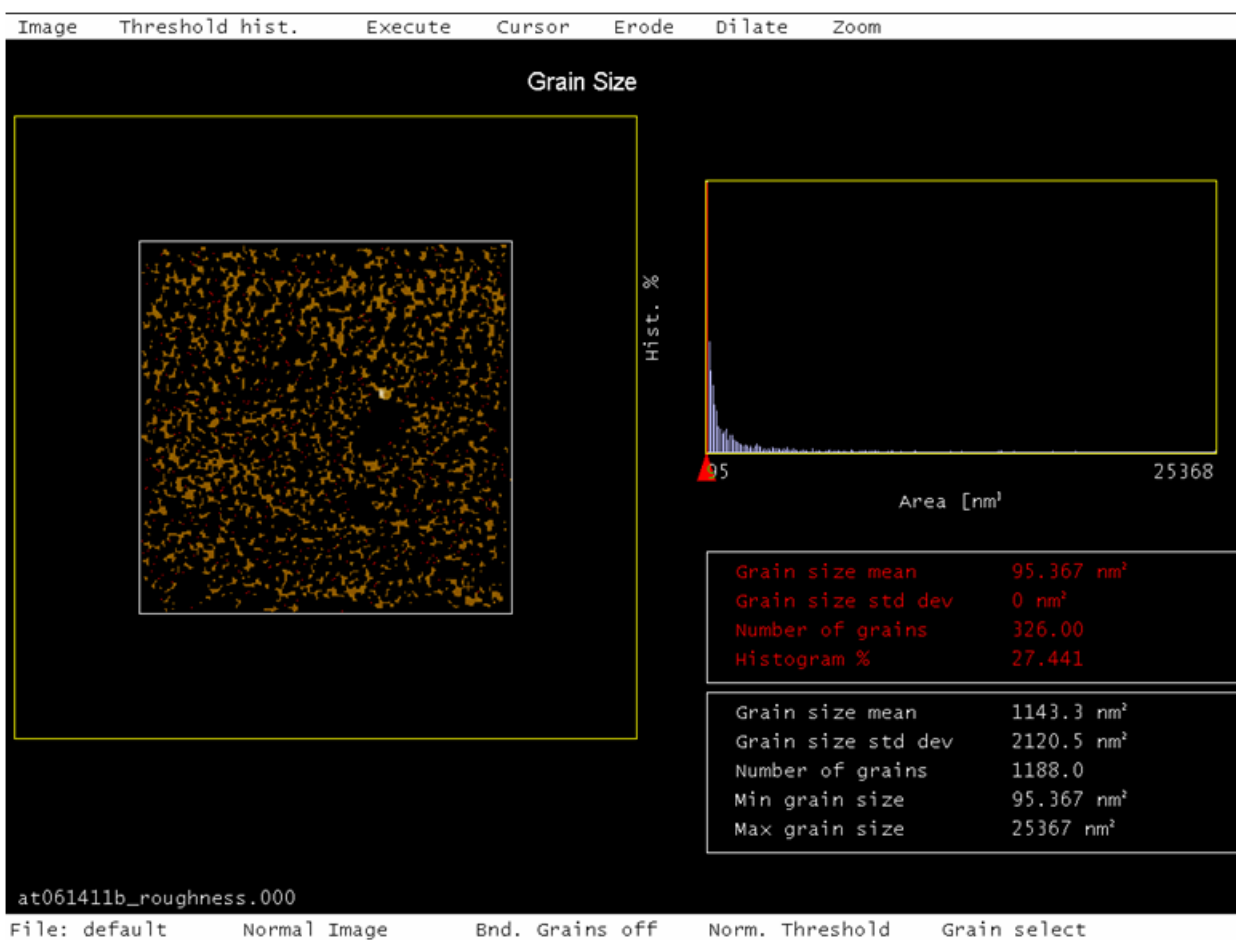 Image Threshold hist. Execute Cursor Erode Dilate Zoom
Grain Size
Hist. %
95 25368
Area [nm²
Grain size mean 95.367 nm²
Grain size std dev 0 nm²
Number of grains 326.00
Histogram % 27.441
Grain size mean 1143.3 nm²
Grain size std dev 2120.5 nm²
Number of grains 1188.0
Min grain size 95.367 nm²
Max grain size 25367 nm²
at061411b_roughness.000
File: default Normal Image Bnd. Grains off Norm. Threshold Grain select